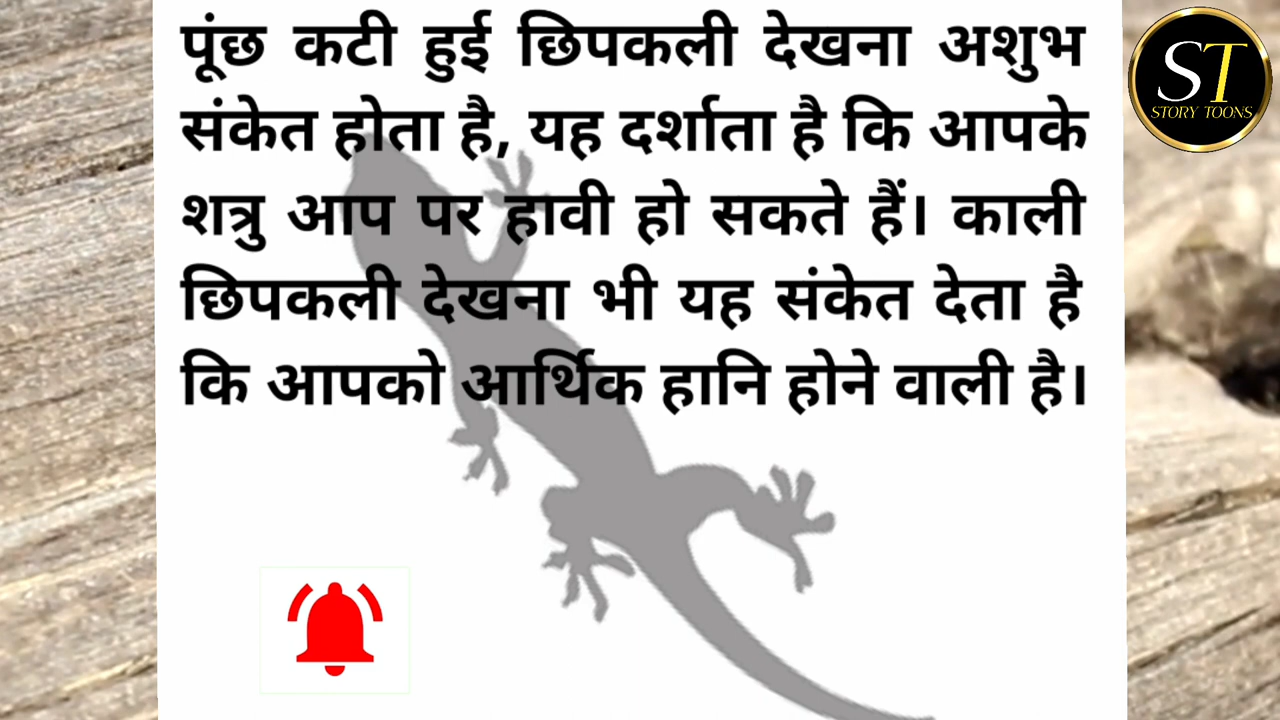 पूंछ कटी हुई छिपकली देखना अशुभ
संकेत होता है, यह दर्शाता है कि आपके
शत्रु आप पर हावी हो सकते हैं। काली
छिपकली देखना भी यह संकेत देता है
कि आपको आर्थिक हानि होने वाली है।
ST
STORY TOONS